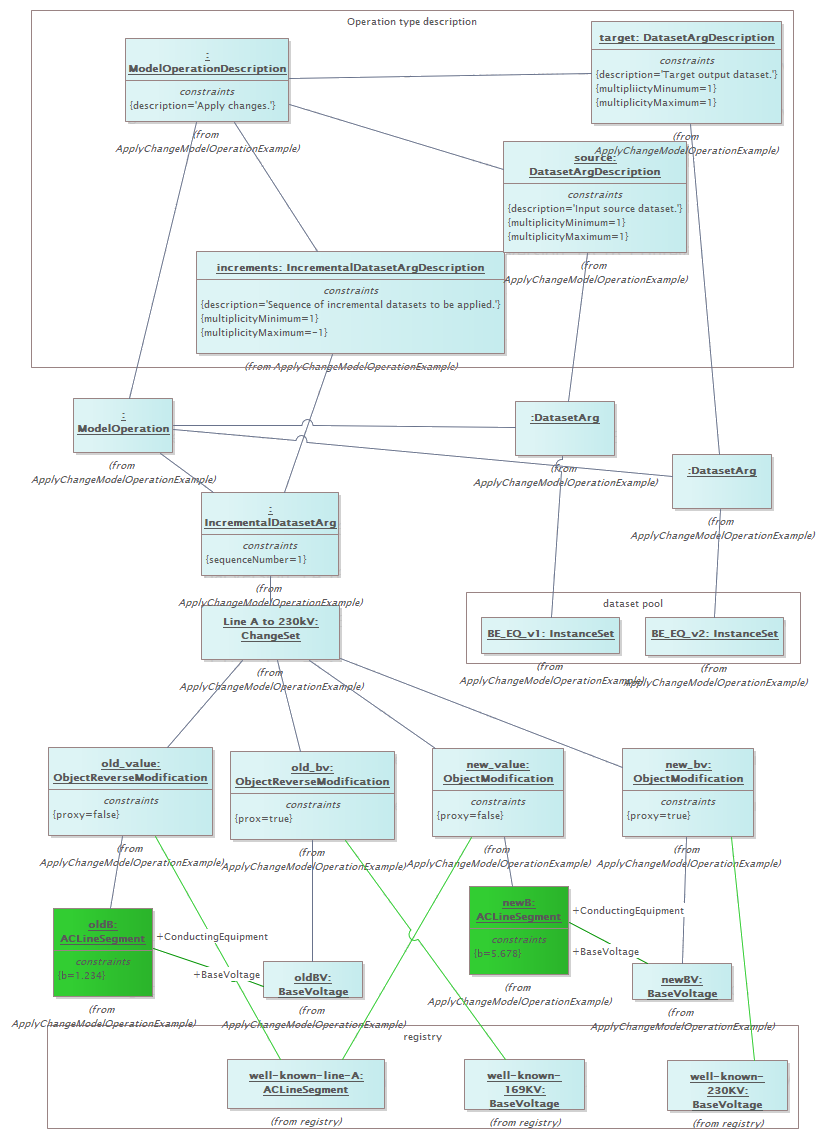 Operation type description
:
ModelOperationDescription
constraints
{description='Apply changes.'}
(from
ApplyChangeModelOperationExample)
target: DatasetArgDescription
constraints
{description='Target output dataset.'}
{multipliictyMinumum=1}
{multiplicityMaximum=1}
(from
ApplyChangeModelOperationExample)
source:
DatasetArgDescription
constraints
{description='Input source dataset.'}
{multiplicityMinimum=1}
{multiplicityMaximum=1}
(from
ApplyChangeModelOperationExample)
increments: IncrementalDatasetArgDescription
constraints
{description='Sequence of incremental datasets to be applied.'}
{multiplicityMinimum=1}
{multiplicityMaximum=-1}
(from ApplyChangeModelOperationExample)
:
ModelOperation
(from
ApplyChangeModelOperationExample)
:DatasetArg
(from
ApplyChangeModelOperationExample)
:DatasetArg
(from
ApplyChangeModelOperationExample)
:
IncrementalDatasetArg
constraints
{sequenceNumber=1}
(from
ApplyChangeModelOperationExample)
Line A to 230kV:
ChangeSet
(from
ApplyChangeModelOperationExample)
dataset pool
BE_EQ_v1: InstanceSet
(from
ApplyChangeModelOperationExample)
BE_EQ_v2: InstanceSet
(from
ApplyChangeModelOperationExample)
old_value:
ObjectReverseModification
constraints
{proxy=false}
(from
ApplyChangeModelOperationExample)
old_bv:
ObjectReverseModification
constraints
{prox=true}
(from
ApplyChangeModelOperationExample)
new_value:
ObjectModification
constraints
{proxy=false}
(from
ApplyChangeModelOperationExample)
new_bv:
ObjectModification
constraints
{proxy=true}
(from
ApplyChangeModelOperationExample)
oldB:
ACLineSegment
constraints
{b=1.234}
(from
ApplyChangeModelOperationExample)
+ConductingEquipment
+BaseVoltage
oldBV:
BaseVoltage
(from
ApplyChangeModelOperationExample)
newB:
ACLineSegment
constraints
{b=5.678}
(from
ApplyChangeModelOperationExample)
+ConductingEquipment
+BaseVoltage
newBV:
BaseVoltage
(from
ApplyChangeModelOperationExample)
registry
well-known-line-A:
ACLineSegment
(from registry)
well-known-
169KV:
BaseVoltage
(from registry)
well-known-
230KV:
BaseVoltage
(from registry)